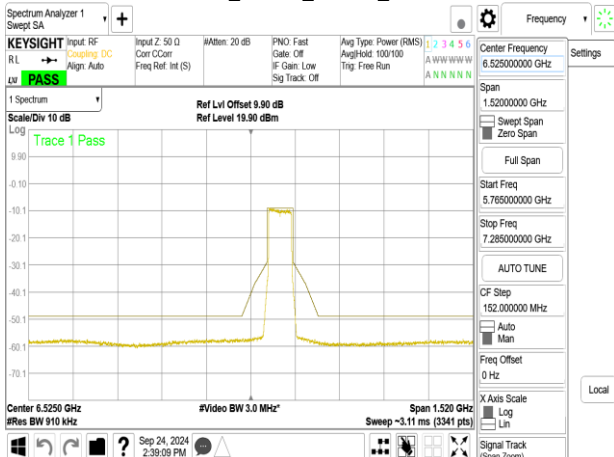 Spectrum Analyzer 1
Swept SA
+
Frequency
KEYSIGHT
RL
LXI
PASS
Input: RF
Coupling: DC
Align: Auto
Input Z: 50 Ω
Corr CCorr
Freq Ref: Int (S)
#Atten: 20 dB
PNO: Fast
Gate: Off
IF Gain: Low
Sig Track: Off
Avg Type: Power (RMS)
Avg|Hold: 100/100
Trig: Free Run
1 2 3 4 5 6
A W W W W W
A N N N N N
1 Spectrum
Scale/Div 10 dB
Ref Lvl Offset 9.90 dB
Ref Level 19.90 dBm
Log
Trace 1 Pass
9.90
-0.10
-10.1
-20.1
-30.1
-40.1
-50.1
-60.1
-70.1
Center 6.5250 GHz
#Res BW 910 kHz
#Video BW 3.0 MHz*
Span 1.520 GHz
Sweep ~3.11 ms (3341 pts)
?
Sep 24, 2024
2:39:09 PM
Center Frequency
6.525000000 GHz
Span
1.52000000 GHz
Swept Span
Zero Span
Full Span
Start Freq
5.765000000 GHz
Stop Freq
7.285000000 GHz
AUTO TUNE
CF Step
152.000000 MHz
Auto
Man
Freq Offset
0 Hz
X Axis Scale
Log
Lin
Signal Track
(Span Zoom)
Settings
Local